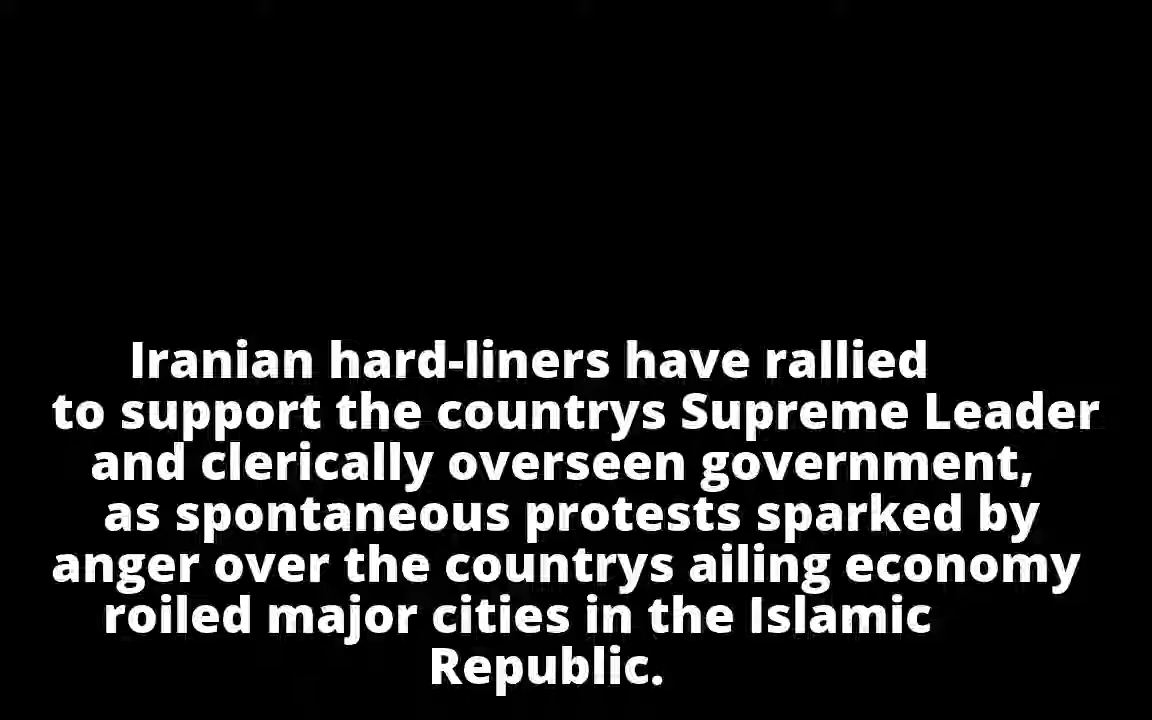 Iranian hard-liners have rallied
to support the countrys Supreme Leader
and clerically overseen government,
as spontaneous protests sparked by
anger over the countrys ailing economy
roiled major cities in the Islamic
Republic.